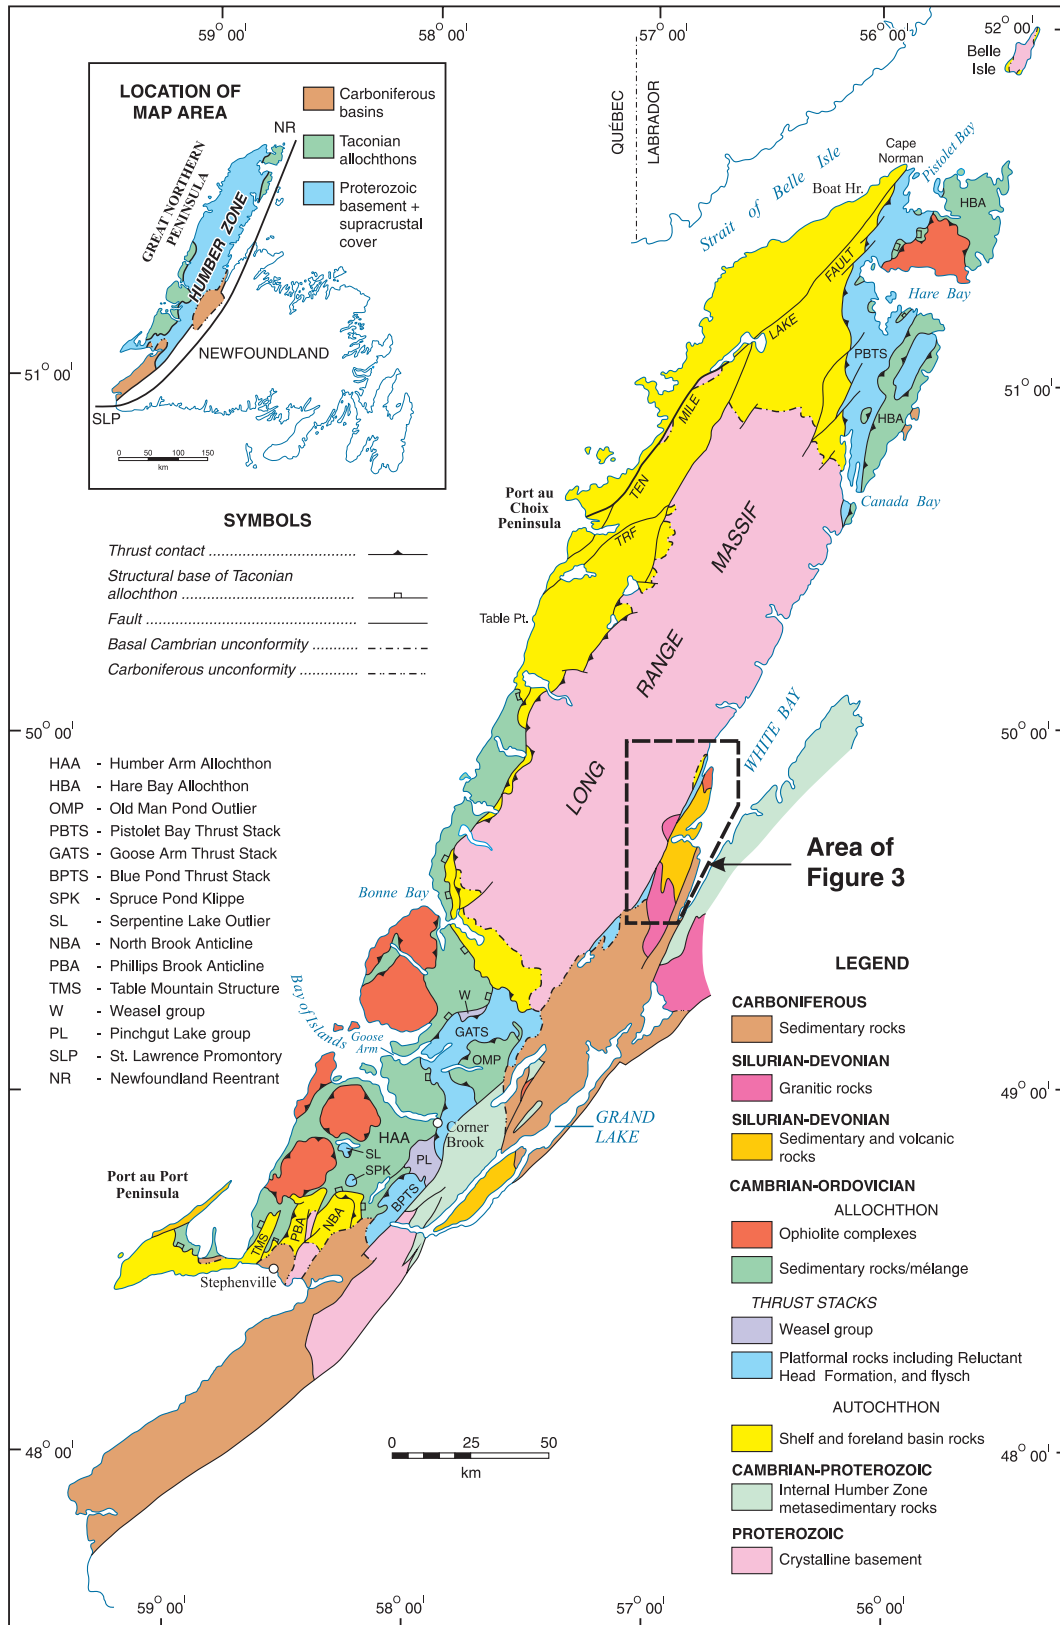 59° 00'
58° 00'
57° 00'
56° 00'
52° 00'
Belle
Isle
LOCATION OF
MAP AREA
Carboniferous
basins
Taconian
allochthons
Proterozoic
basement +
supracrustal
cover
NR
GREAT NORTHERN
PENINSULA
HUMBER ZONE
NEWFOUNDLAND
SLP
0 50 100 150
km
QUÉBEC
LABRADOR
Strait of Belle Isle
Cape
Norman
Pistolet Bay
Boat Hr.
HBA
FAULT
Hare Bay
LAKE
PBTS
51° 00'
51° 00'
MILE
HBA
TEN
Canada Bay
Port au
Choix
Peninsula
TRF
MASSIF
Table Pt.
RANGE
LONG
WHITE BAY
SYMBOLS
Thrust contact
Structural base of Taconian
allochthon
Fault
Basal Cambrian unconformity
Carboniferous unconformity
50° 00'
50° 00'
HAA - Humber Arm Allochthon
HBA - Hare Bay Allochthon
OMP - Old Man Pond Outlier
PBTS - Pistolet Bay Thrust Stack
GATS - Goose Arm Thrust Stack
BPTS - Blue Pond Thrust Stack
SPK - Spruce Pond Klippe
SL - Serpentine Lake Outlier
NBA - North Brook Anticline
PBA - Phillips Brook Anticline
TMS - Table Mountain Structure
W - Weasel group
PL - Pinchgut Lake group
SLP - St. Lawrence Promontory
NR - Newfoundland Reentrant
Area of
Figure 3
Bonne Bay
Bay of Islands
Goose
Arm
W
GATS
OMP
HAA
Corner
Brook
SL
SPK
PL
BPTS
GRAND
LAKE
Port au Port
Peninsula
TMS
PBA
NBA
Stephenville
49° 00'
48° 00'
48° 00'
0 25 50
km
LEGEND
CARBONIFEROUS
Sedimentary rocks
SILURIAN-DEVONIAN
Granitic rocks
SILURIAN-DEVONIAN
Sedimentary and volcanic
rocks
CAMBRIAN-ORDOVICIAN
ALLOCHTHON
Ophiolite complexes
Sedimentary rocks/mélange
THRUST STACKS
Weasel group
Platformal rocks including Reluctant
Head Formation, and flysch
AUTOCHTHON
Shelf and foreland basin rocks
CAMBRIAN-PROTEROZOIC
Internal Humber Zone
metasedimentary rocks
PROTEROZOIC
Crystalline basement
59° 00'
58° 00'
57° 00'
56° 00'